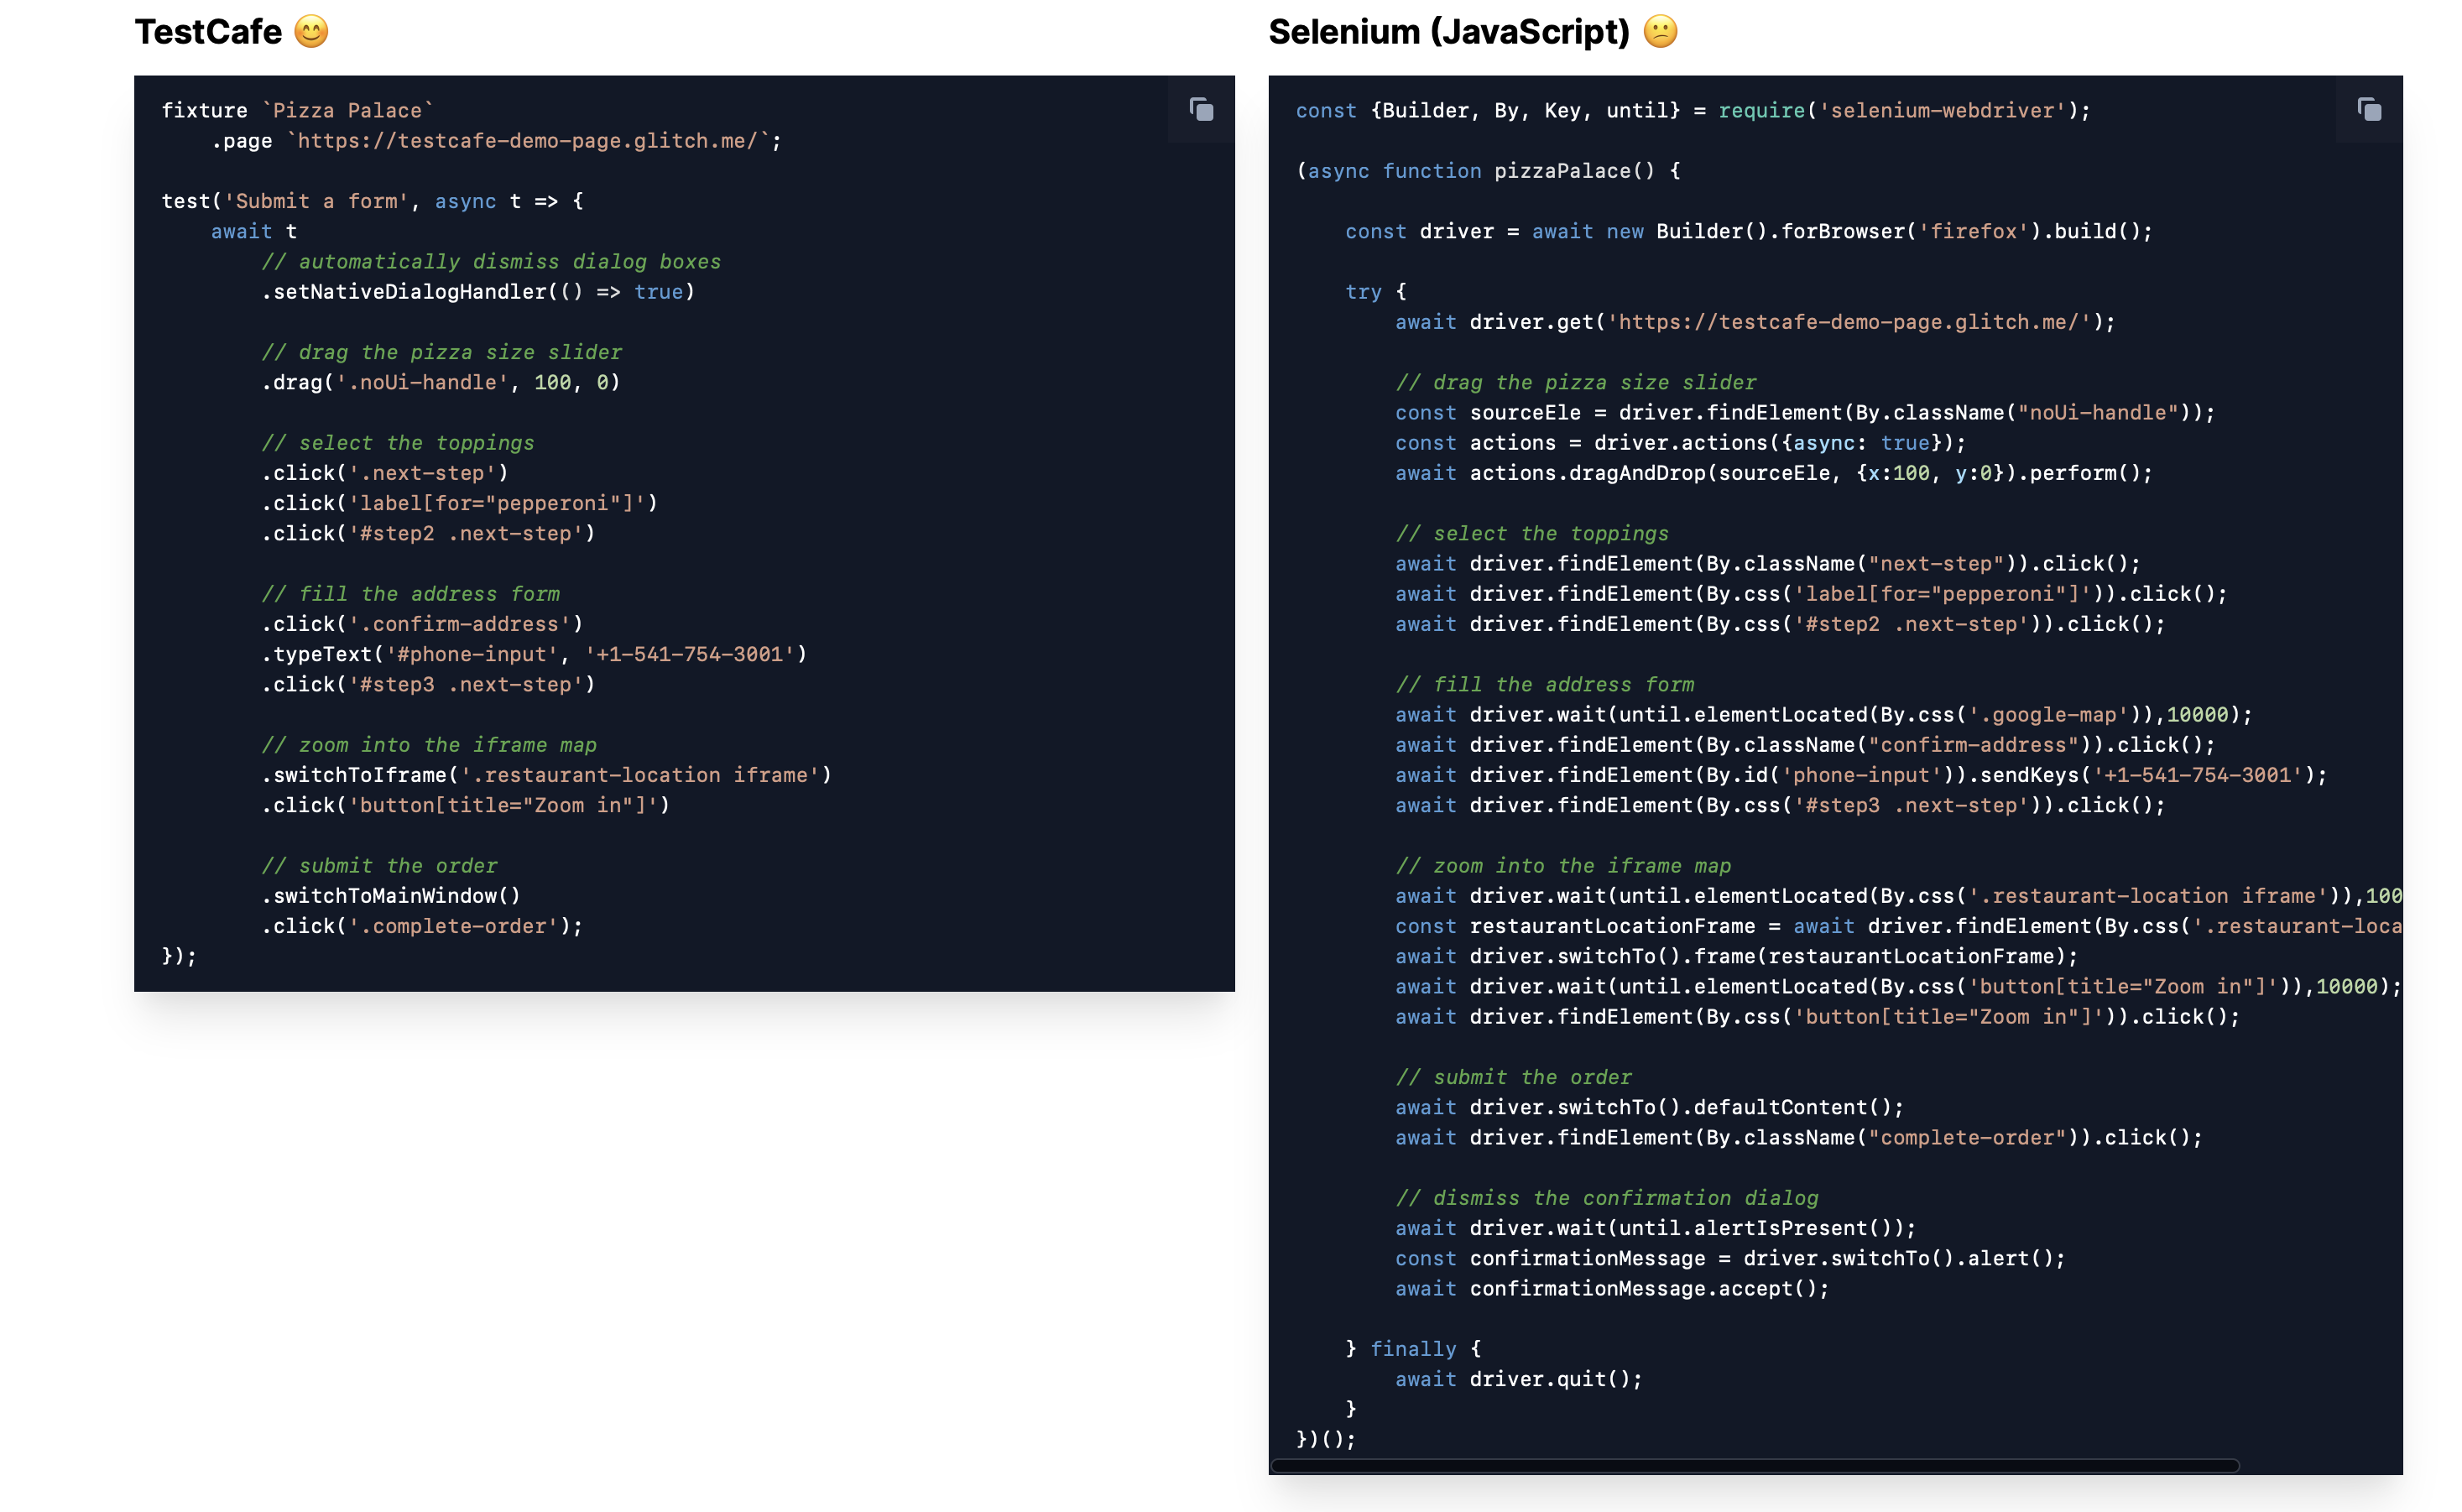 TestCafe 😊
fixture `Pizza Palace`
    .page `https://testcafe-demo-page.glitch.me/`;

test('Submit a form', async t => {
    await t
        // automatically dismiss dialog boxes
        .setNativeDialogHandler(() => true)

        // drag the pizza size slider
        .drag('.noUi-handle', 100, 0)

        // select the toppings
        .click('.next-step')
        .click('label[for="pepperoni"]')
        .click('#step2 .next-step')

        // fill the address form
        .click('.confirm-address')
        .typeText('#phone-input', '+1-541-754-3001')
        .click('#step3 .next-step')

        // zoom into the iframe map
        .switchToIframe('.restaurant-location iframe')
        .click('button[title="Zoom in"]')

        // submit the order
        .switchToMainWindow()
        .click('.complete-order');
});
Selenium (JavaScript) 😕
const {Builder, By, Key, until} = require('selenium-webdriver');

(async function pizzaPalace() {

    const driver = await new Builder().forBrowser('firefox').build();

    try {
        await driver.get('https://testcafe-demo-page.glitch.me/');

        // drag the pizza size slider
        const sourceEle = driver.findElement(By.className("noUi-handle"));
        const actions = driver.actions({async: true});
        await actions.dragAndDrop(sourceEle, {x:100, y:0}).perform();

        // select the toppings
        await driver.findElement(By.className("next-step")).click();
        await driver.findElement(By.css('label[for="pepperoni"]')).click();
        await driver.findElement(By.css('#step2 .next-step')).click();

        // fill the address form
        await driver.wait(until.elementLocated(By.css('.google-map')),10000);
        await driver.findElement(By.className("confirm-address")).click();
        await driver.findElement(By.id('phone-input')).sendKeys('+1-541-754-3001');
        await driver.findElement(By.css('#step3 .next-step')).click();

        // zoom into the iframe map
        await driver.wait(until.elementLocated(By.css('.restaurant-location iframe')),100
        const restaurantLocationFrame = await driver.findElement(By.css('.restaurant-loca
        await driver.switchTo().frame(restaurantLocationFrame);
        await driver.wait(until.elementLocated(By.css('button[title="Zoom in"]')),10000);
        await driver.findElement(By.css('button[title="Zoom in"]')).click();

        // submit the order
        await driver.switchTo().defaultContent();
        await driver.findElement(By.className("complete-order")).click();

        // dismiss the confirmation dialog
        await driver.wait(until.alertIsPresent());
        const confirmationMessage = driver.switchTo().alert();
        await confirmationMessage.accept();

    } finally {
        await driver.quit();
    }
})();